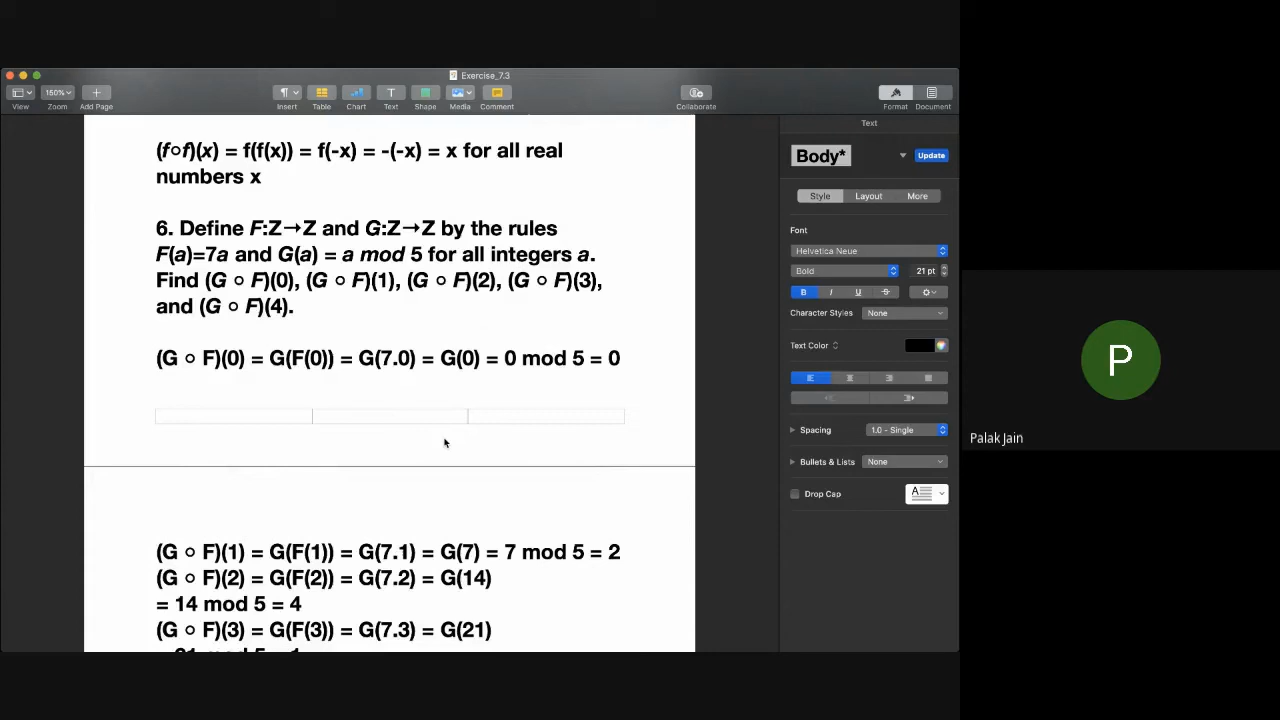 Exercise_7.3
150%
View
Zoom
Add Page
Insert
Table
Chart
Text
Shape
Media
Comment
Collaborate
Format
Document
(f∘f)(x) = f(f(x)) = f(-x) = -(-x) = x for all real
numbers x
6. Define F:Z→Z and G:Z→Z by the rules
F(a)=7a and G(a) = a mod 5 for all integers a.
Find (G ∘ F)(0), (G ∘ F)(1), (G ∘ F)(2), (G ∘ F)(3),
and (G ∘ F)(4).
(G ∘ F)(0) = G(F(0)) = G(7.0) = G(0) = 0 mod 5 = 0
(G ∘ F)(1) = G(F(1)) = G(7.1) = G(7) = 7 mod 5 = 2
(G ∘ F)(2) = G(F(2)) = G(7.2) = G(14)
= 14 mod 5 = 4
(G ∘ F)(3) = G(F(3)) = G(7.3) = G(21)
= 21 mod 5 = 1
Text
Body*
Update
Style
Layout
More
Font
Helvetica Neue
Bold
21 pt
B I U S
Character Styles
None
Text Color
Spacing
1.0 - Single
Bullets & Lists
None
Drop Cap
A
P
Palak Jain